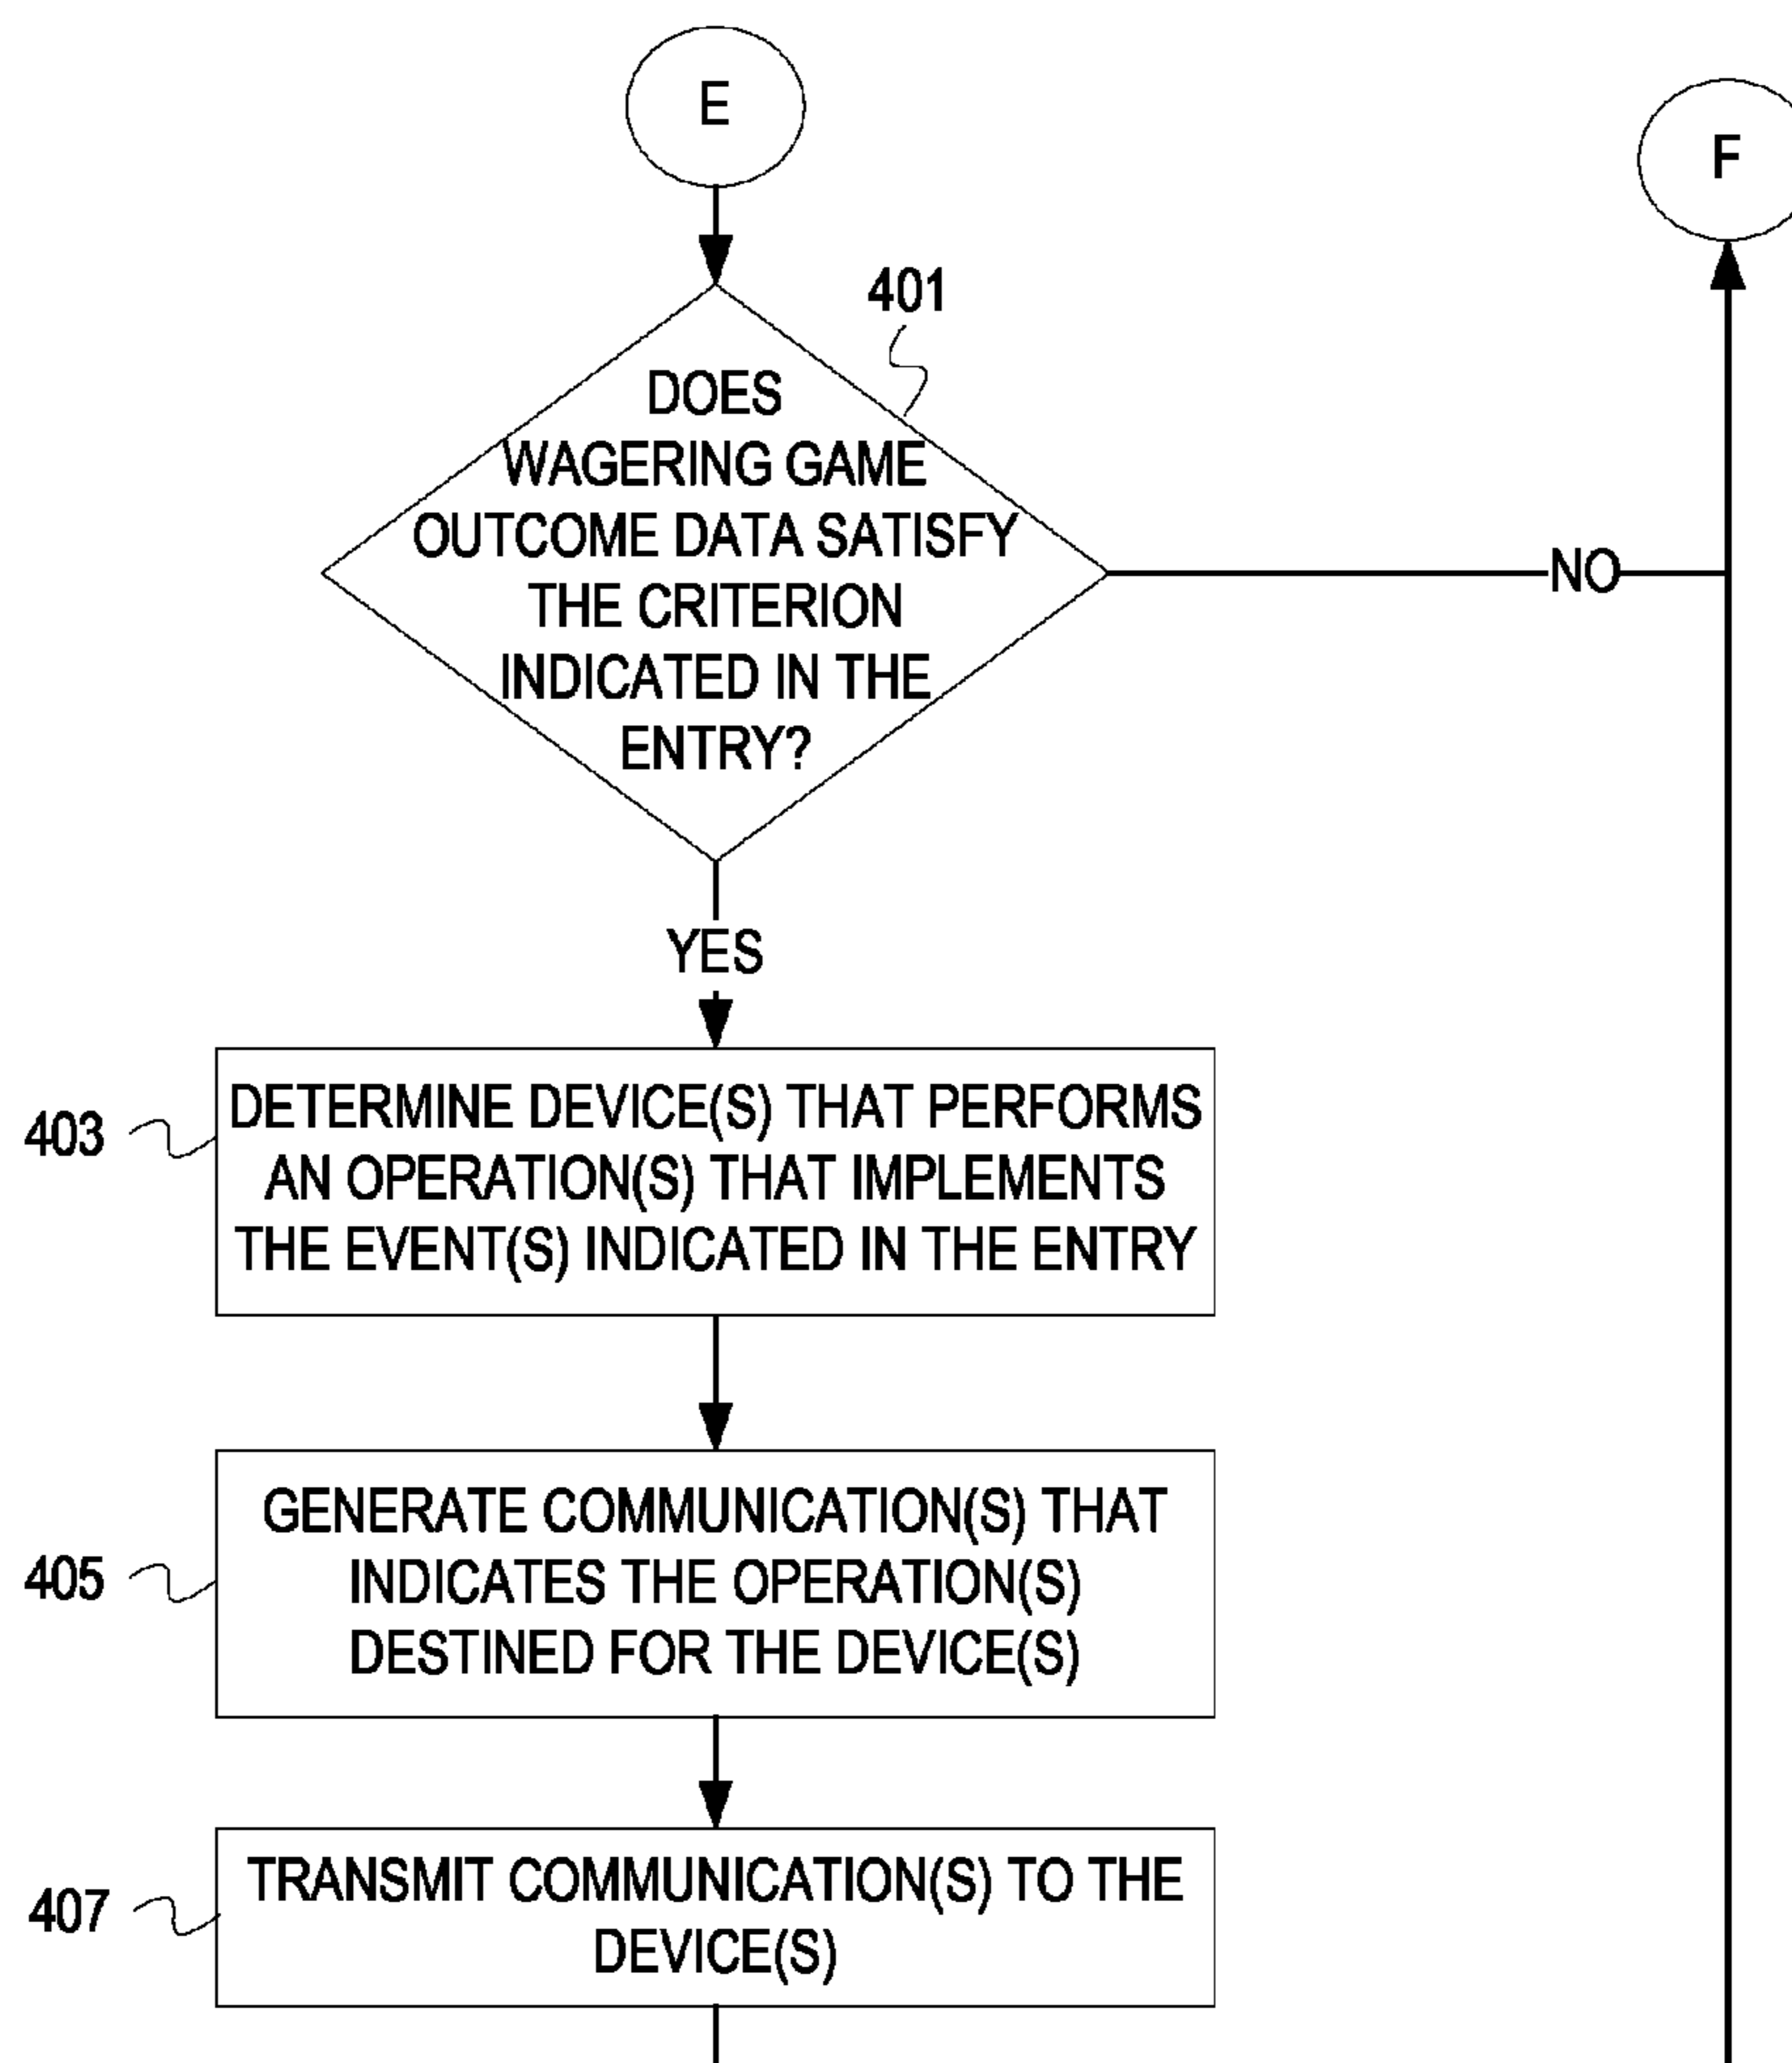 E
F
401
DOES
WAGERING GAME
OUTCOME DATA SATISFY
THE CRITERION
INDICATED IN THE
ENTRY?
NO
YES
403
DETERMINE DEVICE(S) THAT PERFORMS
AN OPERATION(S) THAT IMPLEMENTS
THE EVENT(S) INDICATED IN THE ENTRY
405
GENERATE COMMUNICATION(S) THAT
INDICATES THE OPERATION(S)
DESTINED FOR THE DEVICE(S)
407
TRANSMIT COMMUNICATION(S) TO THE
DEVICE(S)